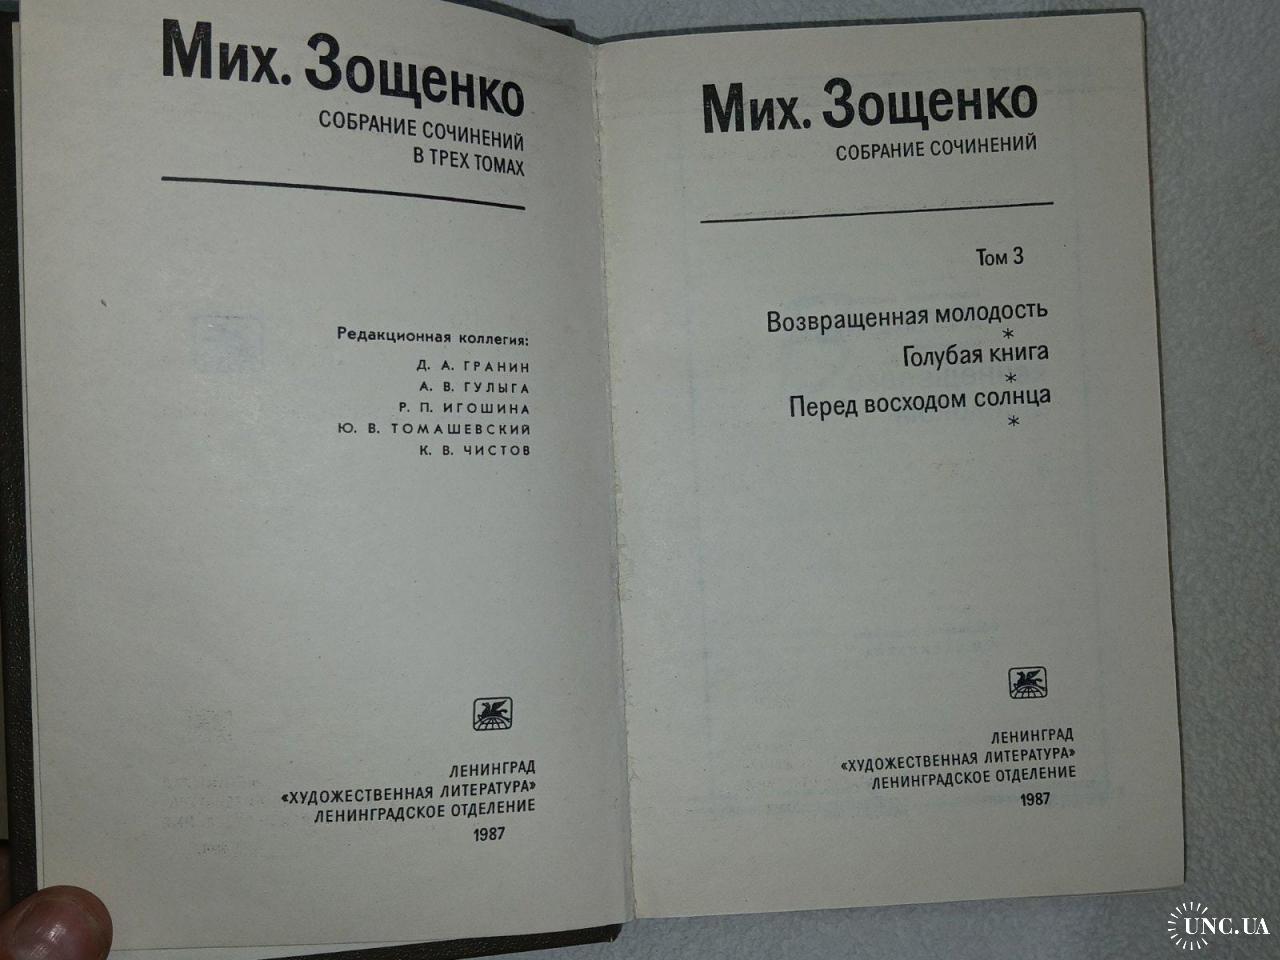 Мих. Зощенко
СОБРАНИЕ СОЧИНЕНИЙ
В ТРЕХ ТОМАХ
Редакционная коллегия:
Д. А. ГРАНИН
А. В. ГУЛЫГА
Р. П. ИГОШИНА
Ю. В. ТОМАШЕВСКИЙ
К. В. ЧИСТОВ
ЛЕНИНГРАД
«ХУДОЖЕСТВЕННАЯ ЛИТЕРАТУРА»
ЛЕНИНГРАДСКОЕ ОТДЕЛЕНИЕ
1987
Мих. Зощенко
СОБРАНИЕ СОЧИНЕНИЙ
Том 3
Возвращенная молодость
*
Голубая книга
*
Перед восходом солнца
*
ЛЕНИНГРАД
«ХУДОЖЕСТВЕННАЯ ЛИТЕРАТУРА»
ЛЕНИНГРАДСКОЕ ОТДЕЛЕНИЕ
1987
UNC.UA